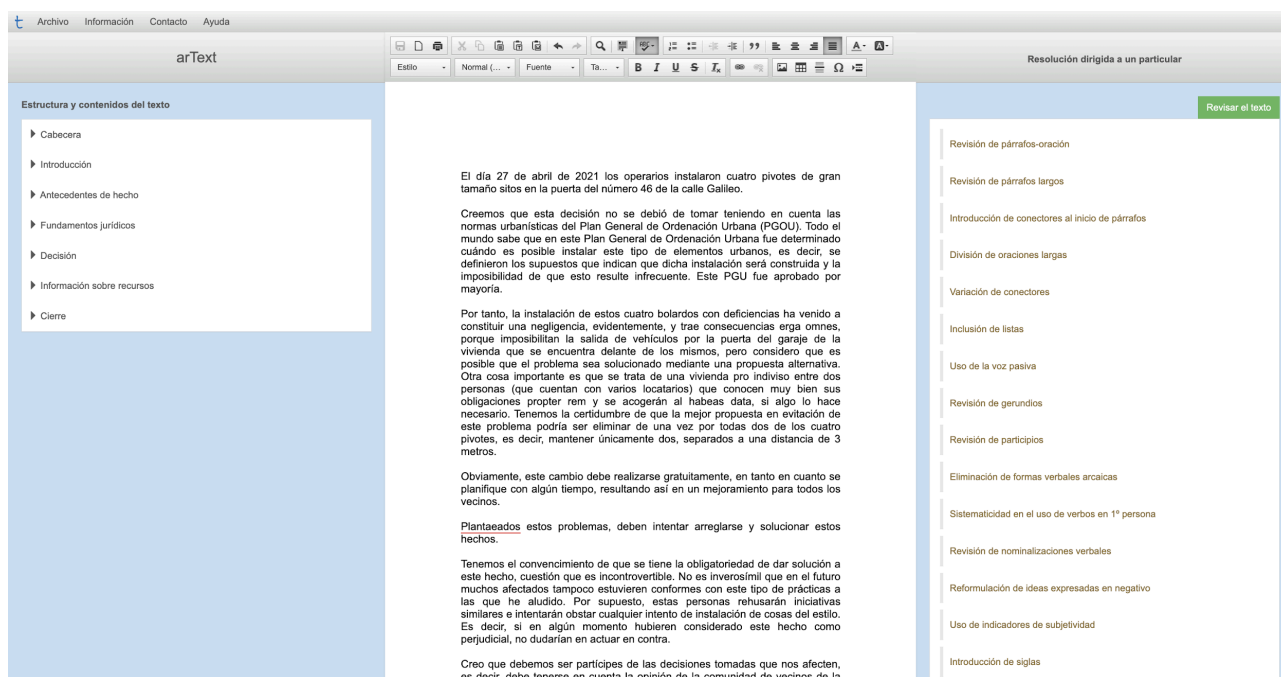 Archivo Información Contacto Ayuda
arText
Estilo Normal (... Fuente Ta... B I U S Ix
Resolución dirigida a un particular
Estructura y contenidos del texto
Cabecera
Introducción
Antecedentes de hecho
Fundamentos jurídicos
Decisión
Información sobre recursos
Cierre
El día 27 de abril de 2021 los operarios instalaron cuatro pivotes de gran
tamaño sitos en la puerta del número 46 de la calle Galileo.
Creemos que esta decisión no se debió de tomar teniendo en cuenta las
normas urbanísticas del Plan General de Ordenación Urbana (PGOU). Todo el
mundo sabe que en este Plan General de Ordenación Urbana fue determinado
cuándo es posible instalar este tipo de elementos urbanos, es decir, se
definieron los supuestos que indican que dicha instalación será construida y la
imposibilidad de que esto resulte infrecuente. Este PGU fue aprobado por
mayoría.
Por tanto, la instalación de estos cuatro bolardos con deficiencias ha venido a
constituir una negligencia, evidentemente, y trae consecuencias erga omnes,
porque imposibilitan la salida de vehículos por la puerta del garaje de la
vivienda que se encuentra delante de los mismos, pero considero que es
posible que el problema sea solucionado mediante una propuesta alternativa.
Otra cosa importante es que se trata de una vivienda pro indiviso entre dos
personas (que cuentan con varios locatarios) que conocen muy bien sus
obligaciones propter rem y se acogerán al habeas data, si algo lo hace
necesario. Tenemos la certidumbre de que la mejor propuesta en evitación de
este problema podría ser eliminar de una vez por todas dos de los cuatro
pivotes, es decir, mantener únicamente dos, separados a una distancia de 3
metros.
Obviamente, este cambio debe realizarse gratuitamente, en tanto en cuanto se
planifique con algún tiempo, resultando así en un mejoramiento para todos los
vecinos.
Plantaeados estos problemas, deben intentar arreglarse y solucionar estos
hechos.
Tenemos el convencimiento de que se tiene la obligatoriedad de dar solución a
este hecho, cuestión que es incontrovertible. No es inverosímil que en el futuro
muchos afectados tampoco estuvieren conformes con este tipo de prácticas a
las que he aludido. Por supuesto, estas personas rehusarán iniciativas
similares e intentarán obstar cualquier intento de instalación de cosas del estilo.
Es decir, si en algún momento hubieren considerado este hecho como
perjudicial, no dudarían en actuar en contra.
Creo que debemos ser partícipes de las decisiones tomadas que nos afecten,
es decir, debe tenerse en cuenta la opinión de la comunidad de vecinos de la
Revisar el texto
Revisión de párrafos-oración
Revisión de párrafos largos
Introducción de conectores al inicio de párrafos
División de oraciones largas
Variación de conectores
Inclusión de listas
Uso de la voz pasiva
Revisión de gerundios
Revisión de participios
Eliminación de formas verbales arcaicas
Sistematicidad en el uso de verbos en 1º persona
Revisión de nominalizaciones verbales
Reformulación de ideas expresadas en negativo
Uso de indicadores de subjetividad
Introducción de siglas